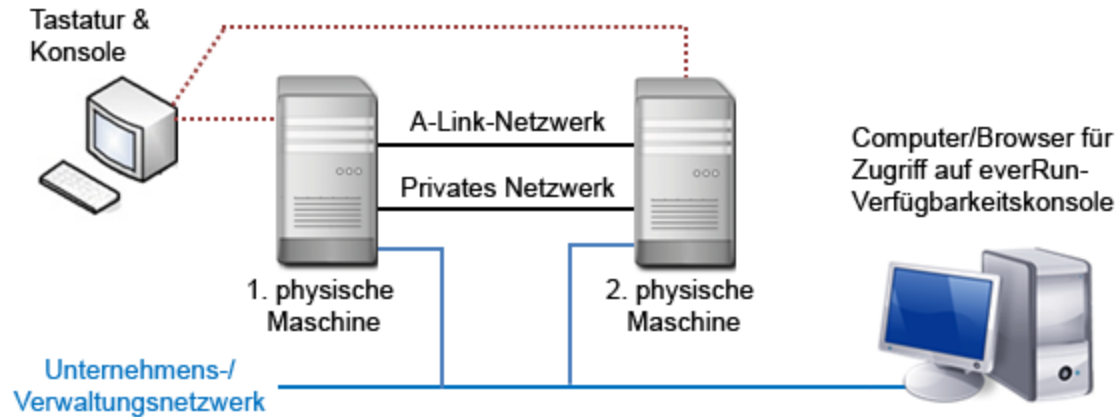 Tastatur &
Konsole
A-Link-Netzwerk
Privates Netzwerk
Computer/Browser für
Zugriff auf everRun-
Verfügbarkeitskonsole
1. physische
Maschine
2. physische
Maschine
Unternehmens-/
Verwaltungsnetzwerk